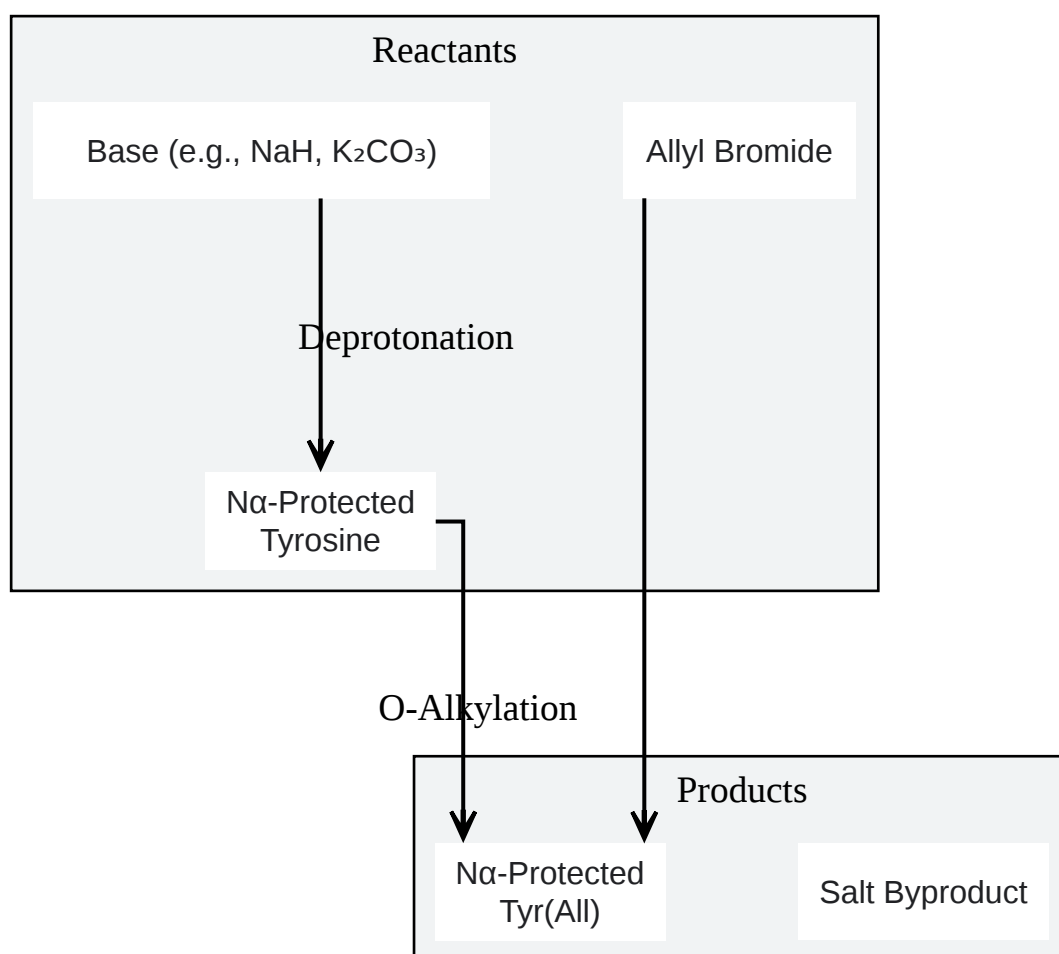 Reactants
Base (e.g., NaH, K₂CO₃)
Allyl Bromide
Deprotonation
Nα-Protected
Tyrosine
O-Alkylation
Products
Nα-Protected
Tyr(All)
Salt Byproduct